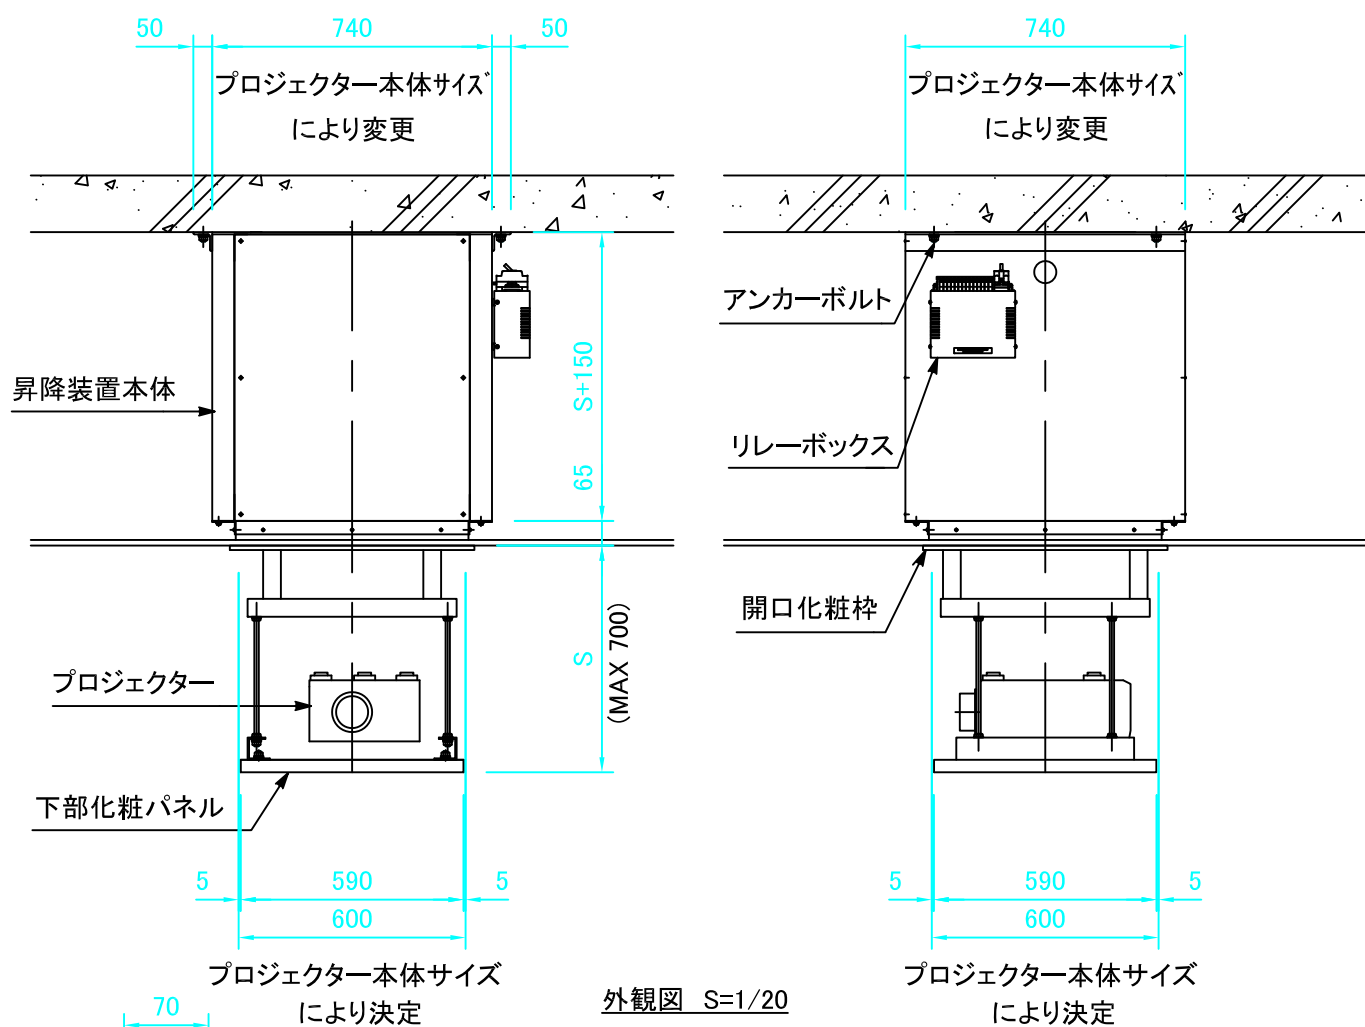 50 740 50
プロジェクター本体サイズ
により変更
740
プロジェクター本体サイズ
により変更
昇降装置本体
S+150
65
アンカーボルト
リレーボックス
開口化粧枠
プロジェクター
S
(MAX 700)
下部化粧パネル
5 590 5
600
プロジェクター本体サイズ
により決定
5 590 5
600
プロジェクター本体サイズ
により決定
外観図 S=1/20
70